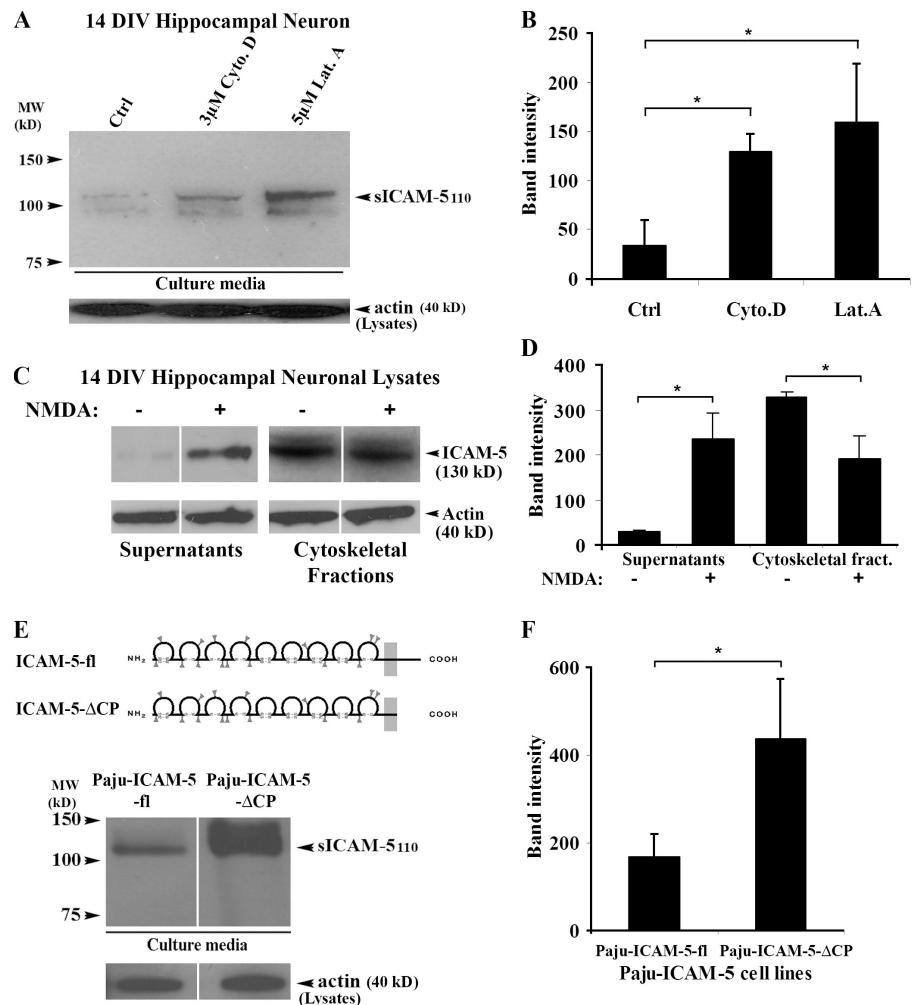 A 14 DIV Hippocampal Neuron
MW
(kD)
Ctrl
3μM Cyto. D
5μM Lat. A
150
100
75
sICAM-5110
Culture media
actin (40 kD)
(Lysates)
B
Band intensity
250
200
150
100
50
0
*
*
Ctrl Cyto.D Lat.A
C 14 DIV Hippocampal Neuronal Lysates
NMDA: - + - +
ICAM-5
(130 kD)
Actin
(40 kD)
Supernatants Cytoskeletal
Fractions
D
Band intensity
400
300
200
100
0
*
*
Supernatants Cytoskeletal fract.
NMDA: - + - +
E
ICAM-5-fl NH2 COOH
ICAM-5-ΔCP NH2 COOH
MW
(kD)
Paju-ICAM-5
-fl
Paju-ICAM-5
-ΔCP
150
100
75
sICAM-5110
Culture media
actin (40 kD)
(Lysates)
F
Band intensity
600
400
200
0
*
Paju-ICAM-5-fl Paju-ICAM-5-ΔCP
Paju-ICAM-5 cell lines